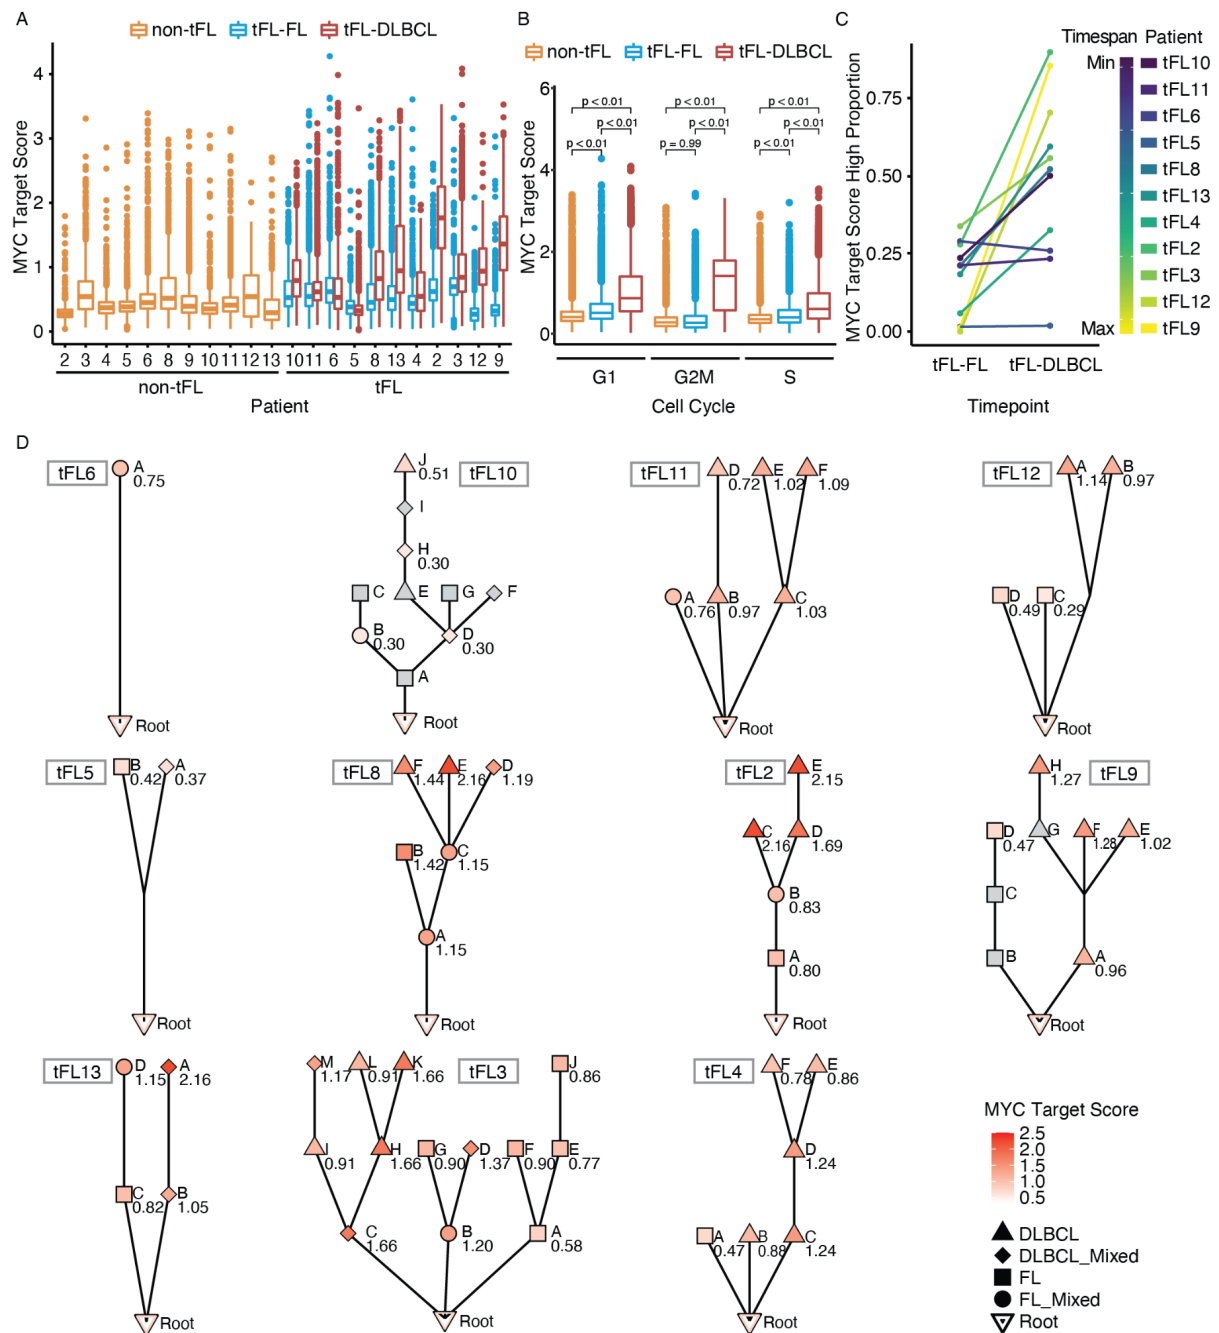 A
non-tFL tFL-FL tFL-DLBCL
MYC Target Score
4
3
2
1
0
2 3 4 5 6 8 9 10 11 12 13 10 11 6 5 8 13 4 2 3 12 9
non-tFL tFL
Patient
B
non-tFL tFL-FL tFL-DLBCL
MYC Target Score
6
4
2
0
p < 0.01 p < 0.01 p < 0.01
p < 0.01 p < 0.01 p < 0.01
p < 0.01 p = 0.99 p < 0.01
G1 G2M S
Cell Cycle
C
MYC Target Score High Proportion
0.75
0.50
0.25
0.00
tFL-FL tFL-DLBCL
Timepoint
Timespan Patient
Min
Max
tFL10
tFL11
tFL6
tFL5
tFL8
tFL13
tFL4
tFL2
tFL3
tFL12
tFL9
D
tFL6
A
0.75
Root
tFL10
J
0.51
I
H
0.30
C E G F
B
0.30
D
0.30
A
Root
tFL11
D E F
0.72 1.02 1.09
A B C
0.76 0.97 1.03
Root
tFL12
A B
1.14 0.97
D C
0.49 0.29
Root
tFL5
B A
0.42 0.37
Root
tFL8
F E D
1.44 2.16 1.19
B C
1.42 1.15
A
1.15
Root
tFL2
E
2.15
C D
2.16 1.69
B
0.83
A
0.80
Root
tFL9
H
1.27
D G F E
0.47 1.28 1.02
C
B A
0.96
Root
tFL13
D A
1.15 2.16
C B
0.82 1.05
Root
tFL3
M L K J
1.17 0.91 1.66 0.86
I H G D F E
0.91 1.66 0.90 1.37 0.90 0.77
C B A
1.66 1.20 0.58
Root
tFL4
F E
0.78 0.86
D
1.24
A B C
0.47 0.88 1.24
Root
MYC Target Score
2.5
2.0
1.5
1.0
0.5
DLBCL
DLBCL_Mixed
FL
FL_Mixed
Root